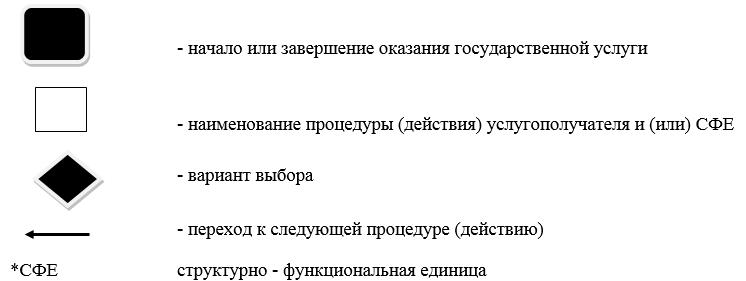 - начало или завершение оказания государственной услуги
- наименование процедуры (действия) услугополучателя и (или) СФЕ
- вариант выбора
- переход к следующей процедуре (действию)
*СФЕ структурно - функциональная единица